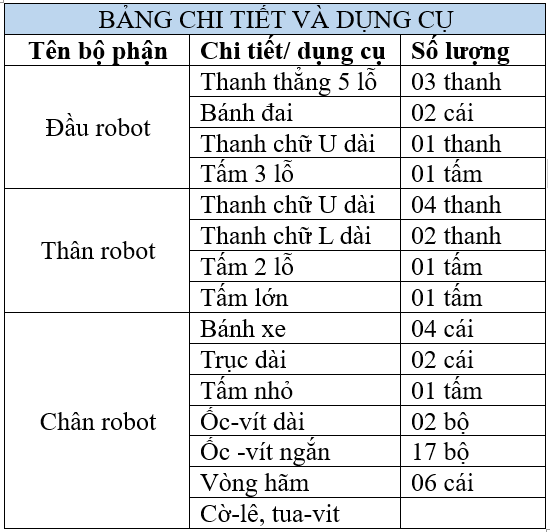 BẢNG CHI TIẾT VÀ DỤNG CỤ
Tên bộ phận Chi tiết/ dụng cụ Số lượng
Đầu robot
Thanh thẳng 5 lỗ 03 thanh
Bánh đai 02 cái
Thanh chữ U dài 01 thanh
Tấm 3 lỗ 01 tấm
Thân robot
Thanh chữ U dài 04 thanh
Thanh chữ L dài 02 thanh
Tấm 2 lỗ 01 tấm
Tấm lớn 01 tấm
Chân robot
Bánh xe 04 cái
Trục dài 02 cái
Tấm nhỏ 01 tấm
Ốc-vít dài 02 bộ
Ốc -vít ngắn 17 bộ
Vòng hãm 06 cái
Cờ-lê, tua-vit